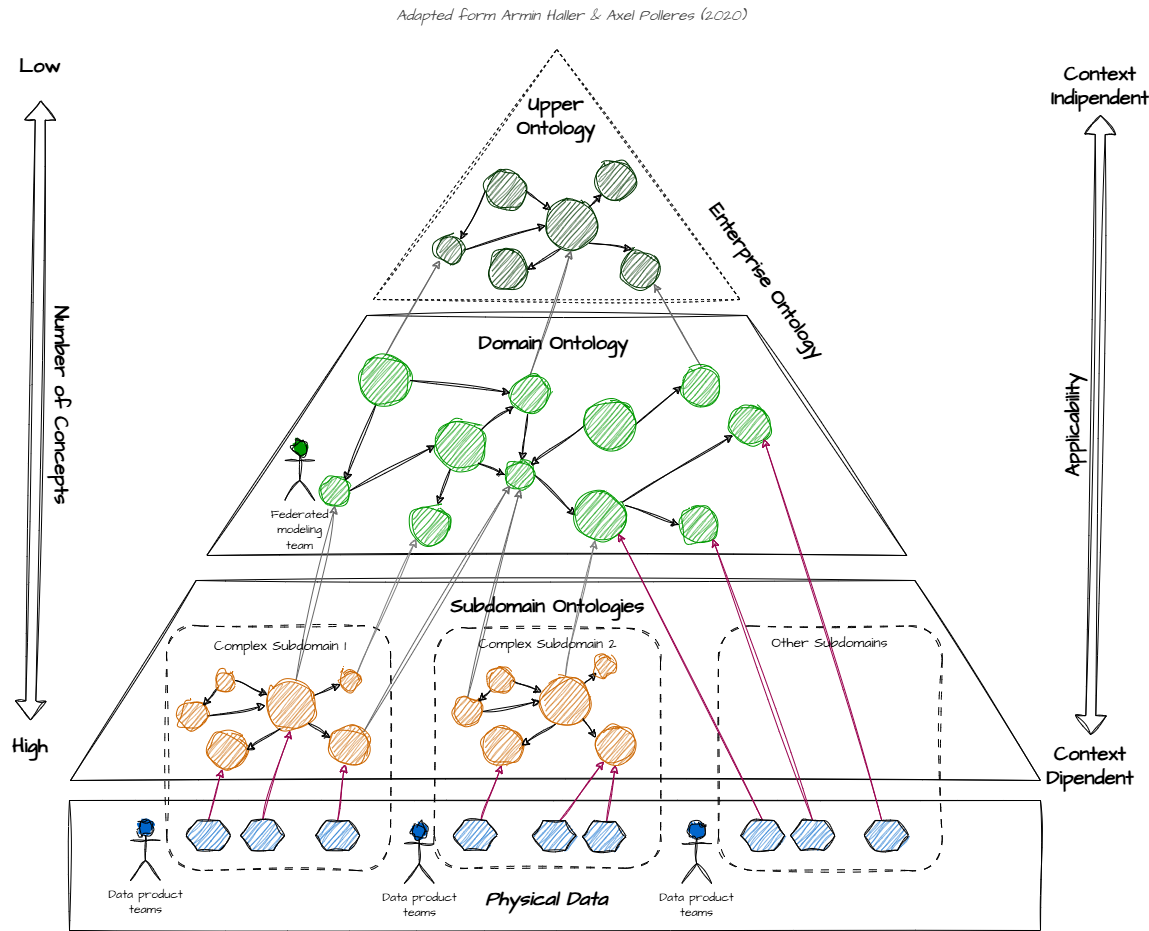 Adapted form Armin Haller & Axel Polleres (2020)
Low
Context
Indipendent
Upper
Ontology
Enterprise Ontology
Number of Concepts
Domain Ontology
Applicability
Federated
modeling
team
Subdomain Ontologies
Complex Subdomain 1
Complex Subdomain 2
Other Subdomains
High
Context
Dipendent
Data product
teams
Data product
teams
Physical Data
Data product
teams